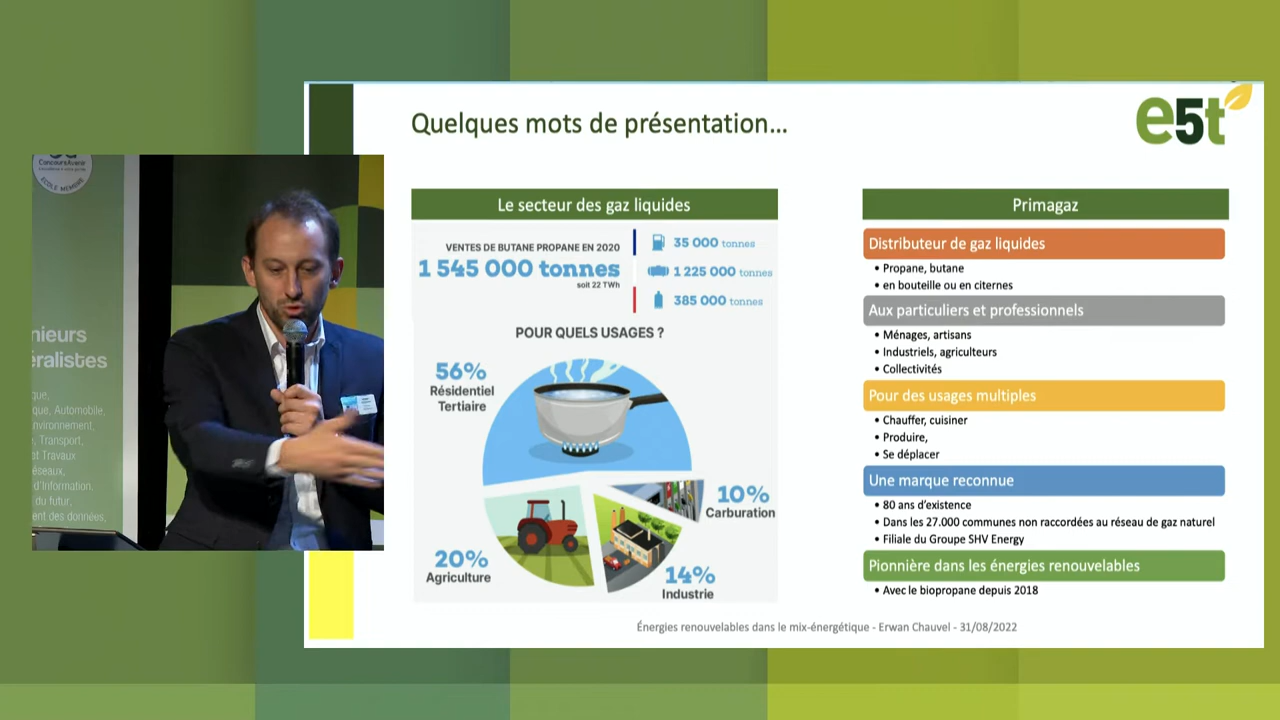 Quelques mots de présentation...
e5t
Le secteur des gaz liquides
VENTES DE BUTANE PROPANE EN 2020
1 545 000 tonnes
soit 22 TWh
35 000 tonnes
1 225 000 tonnes
385 000 tonnes
POUR QUELS USAGES ?
56%
Résidentiel
Tertiaire
10%
Carburation
20%
Agriculture
14%
Industrie
Primagaz
Distributeur de gaz liquides
• Propane, butane
• en bouteille ou en citernes
Aux particuliers et professionnels
• Ménages, artisans
• Industriels, agriculteurs
• Collectivités
Pour des usages multiples
• Chauffer, cuisiner
• Produire,
• Se déplacer
Une marque reconnue
• 80 ans d'existence
• Dans les 27.000 communes non raccordées au réseau de gaz naturel
• Filiale du Groupe SHV Energy
Pionnière dans les énergies renouvelables
• Avec le biopropane depuis 2018
Énergies renouvelables dans le mix-énergétique - Erwan Chauvel - 31/08/2022
ConcoursAvenir
ECOLE MEMBRE
nieurs
éralistes
que,
que, Automobile,
nvironnement,
e, Transport,
et Travaux
éseaux,
d'Information,
du futur,
ent des données,